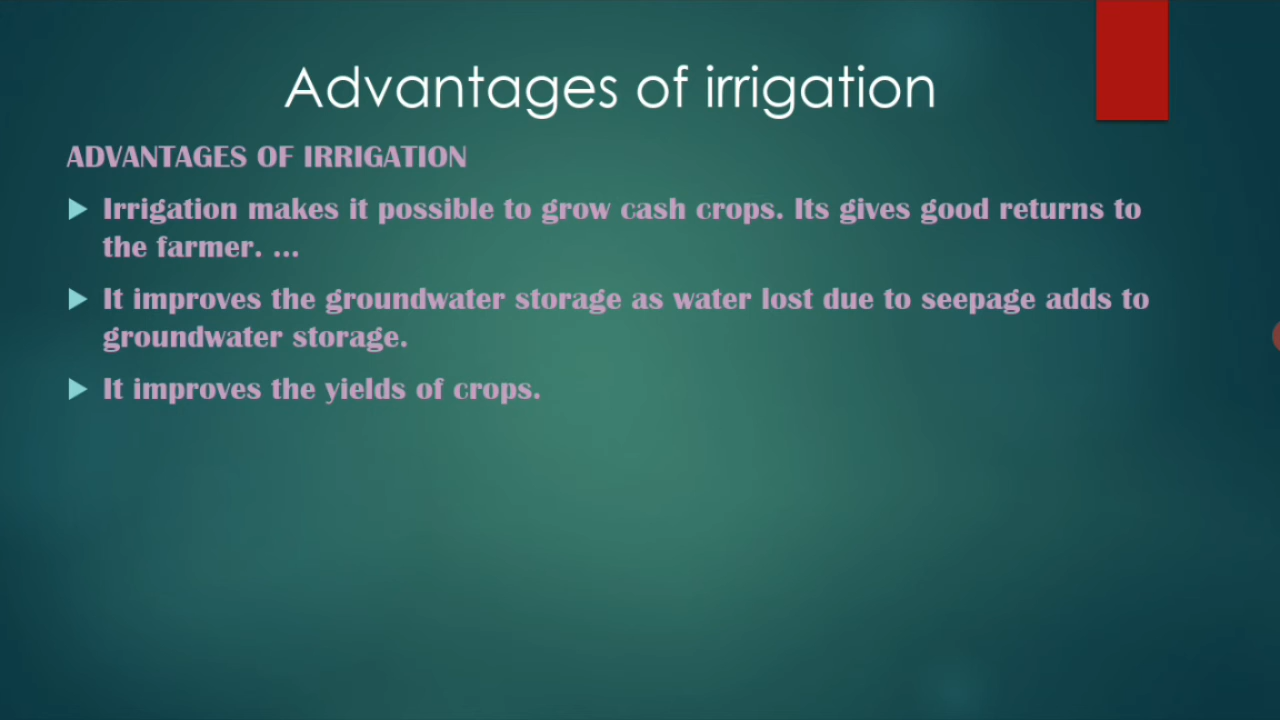 Advantages of irrigation
ADVANTAGES OF IRRIGATION
Irrigation makes it possible to grow cash crops. Its gives good returns to
the farmer. ...
It improves the groundwater storage as water lost due to seepage adds to
groundwater storage.
It improves the yields of crops.